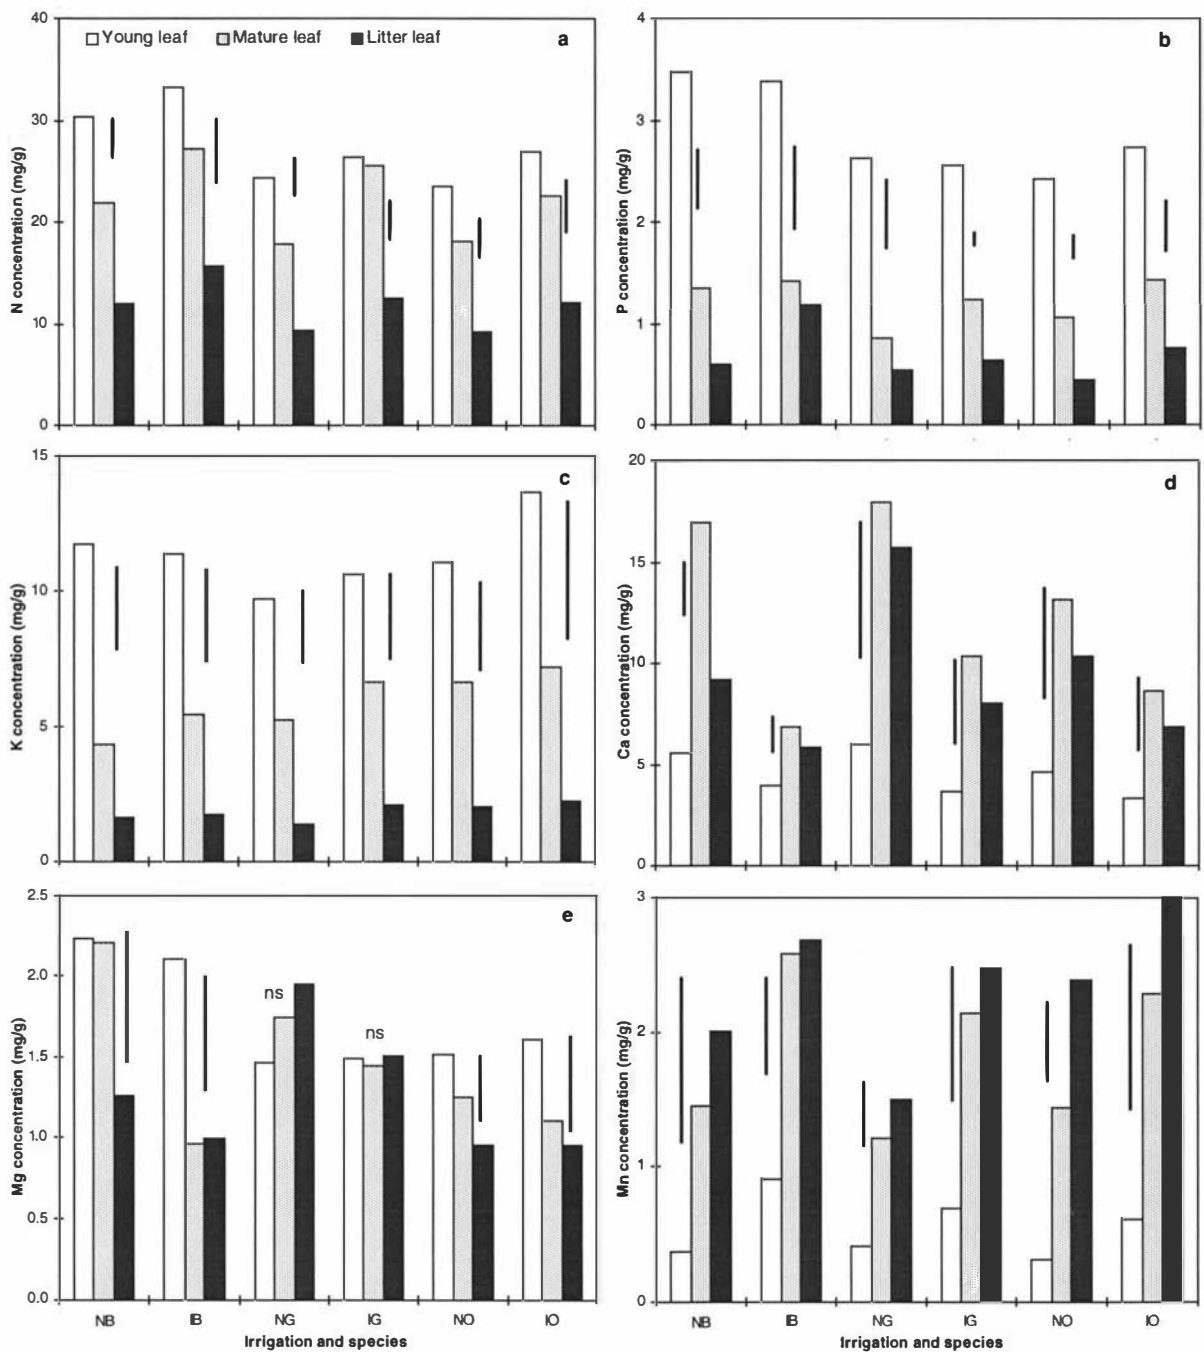 40
30
20
10
0
N concentration (mg/g)
Young leaf Mature leaf Litter leaf
a
4
3
2
1
0
P concentration (mg/g)
b
15
10
5
0
K concentration (mg/g)
c
20
15
10
5
0
Ca concentration (mg/g)
d
2.5
2.0
1.5
1.0
0.5
0.0
Mg concentration (mg/g)
e
ns
ns
NB IB NG IG NO IO
Irrigation and species
3
2
1
0
Mn concentration (mg/g)
NB IB NG IG NO IO
Irrigation and species